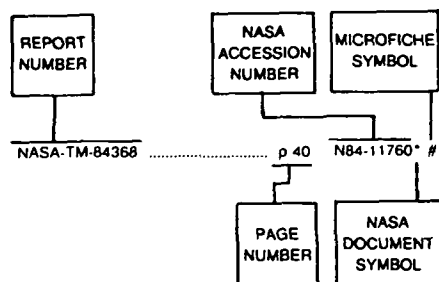 REPORT
NUMBER
NASA
ACCESSION
NUMBER
MICROFICHE
SYMBOL
NASA-TM-84368 .................... p 40 N84-11760* #
PAGE
NUMBER
NASA
DOCUMENT
SYMBOL